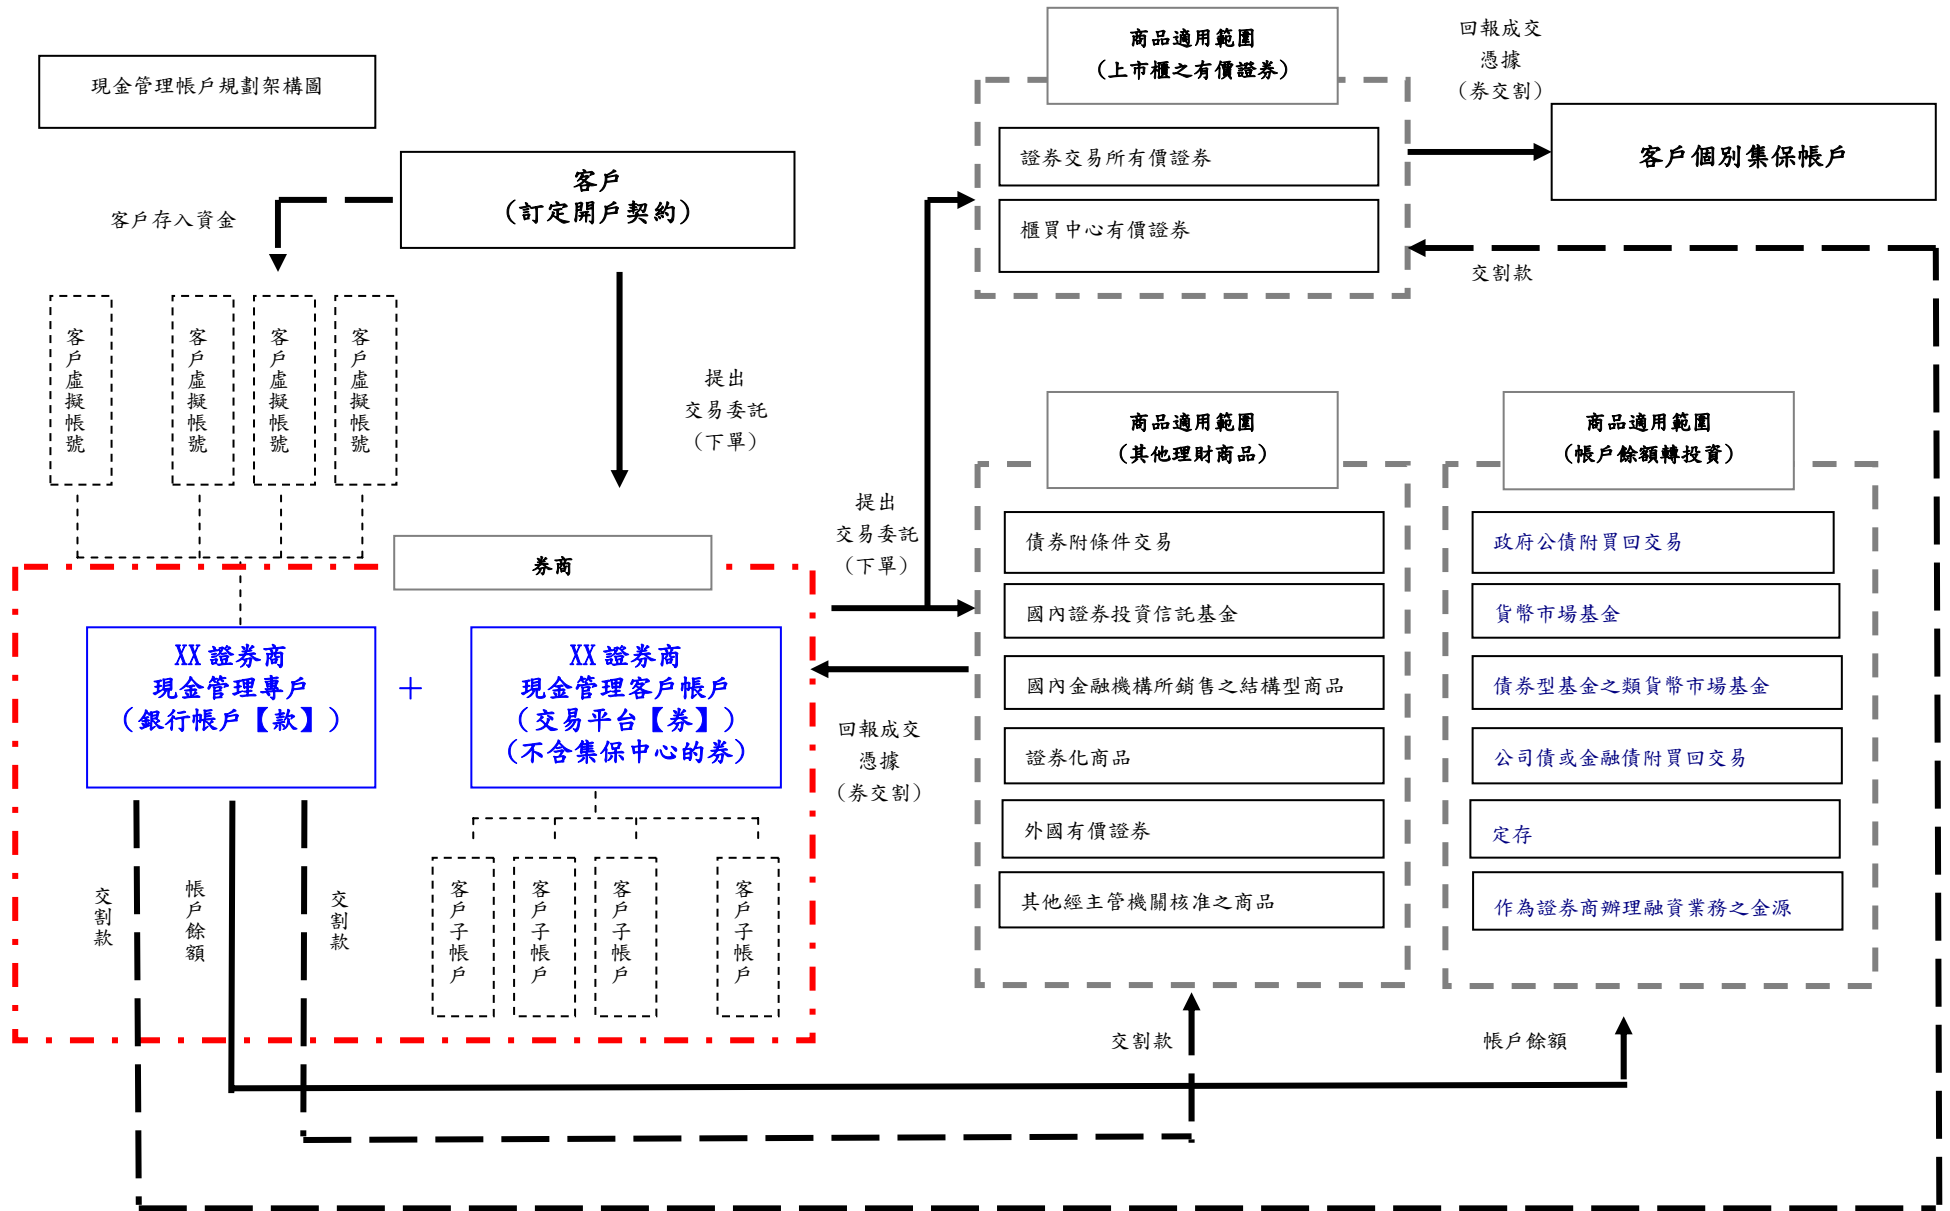 現金管理帳戶規劃架構圖
客戶
（訂定開戶契約）
客戶存入資金
客戶虛擬帳號
客戶虛擬帳號
客戶虛擬帳號
客戶虛擬帳號
提出
交易委託
（下單）
券商
XX 證券商
現金管理專戶
（銀行帳戶【款】）
+
XX 證券商
現金管理客戶帳戶
（交易平台【券】）
（不含集保中心的券）
客戶子帳戶
客戶子帳戶
客戶子帳戶
客戶子帳戶
交割款
帳戶餘額
交割款
提出
交易委託
（下單）
回報成交
憑據
（券交割）
商品適用範圍
（上市櫃之有價證券）
證券交易所有價證券
櫃買中心有價證券
回報成交
憑據
（券交割）
客戶個別集保帳戶
交割款
商品適用範圍
（其他理財商品）
債券附條件交易
國內證券投資信託基金
國內金融機構所銷售之結構型商品
證券化商品
外國有價證券
其他經主管機關核准之商品
交割款
商品適用範圍
（帳戶餘額轉投資）
政府公債附買回交易
貨幣市場基金
債券型基金之類貨幣市場基金
公司債或金融債附買回交易
定存
作為證券商辦理融資業務之金源
帳戶餘額